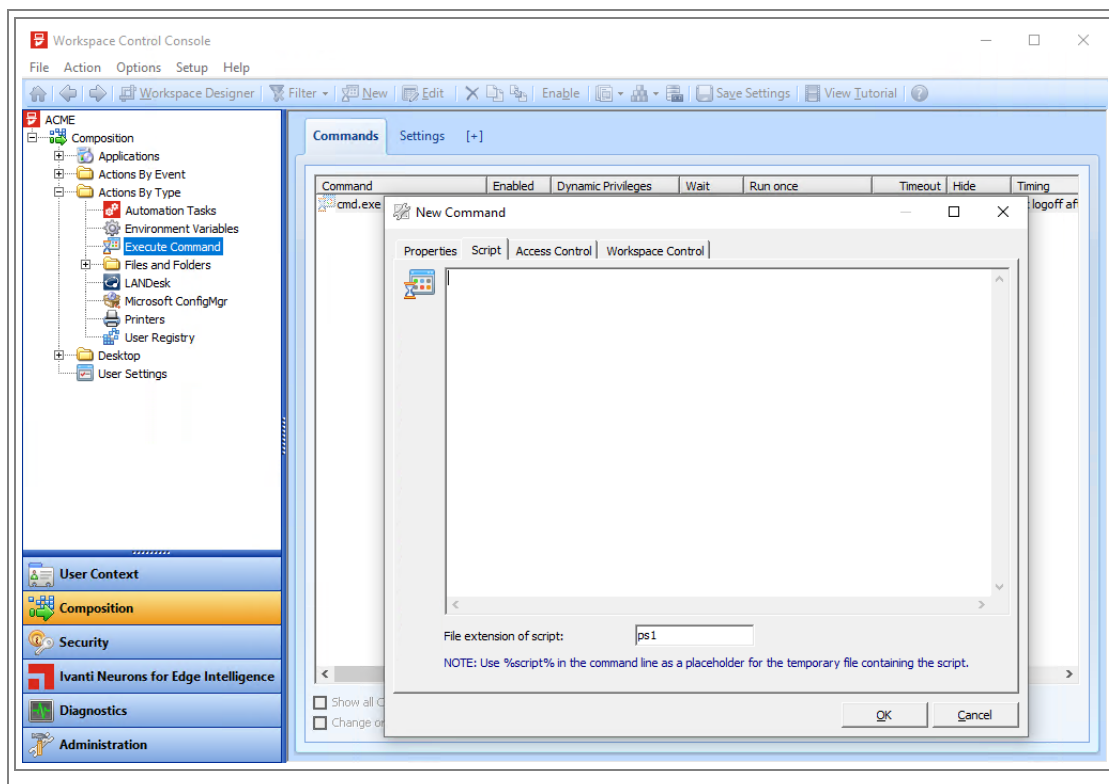 Workspace Control Console
File Action Options Setup Help
Workspace Designer Filter New Edit Enable Save Settings View Tutorial
ACME
Composition
Applications
Actions By Event
Actions By Type
Automation Tasks
Environment Variables
Execute Command
Files and Folders
LANDesk
Microsoft ConfigMgr
Printers
User Registry
Desktop
User Settings
User Context
Composition
Security
Ivanti Neurons for Edge Intelligence
Diagnostics
Administration
Commands Settings [+]
Command Enabled Dynamic Privileges Wait Run once Timeout Hide Timing
cmd.exe logoff af
New Command
Properties Script Access Control Workspace Control
File extension of script: ps1
NOTE: Use %script% in the command line as a placeholder for the temporary file containing the script.
OK Cancel
Show all C
Change or